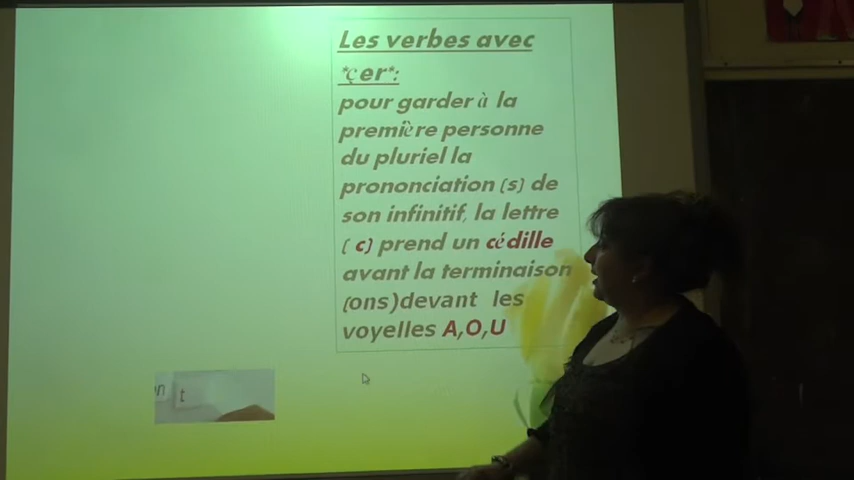 Les verbes avec
*çer*:
pour garder à la
première personne
du pluriel la
prononciation (s) de
son infinitif, la lettre
( c) prend un cédille
avant la terminaison
(ons)devant les
voyelles A,O,U
n t